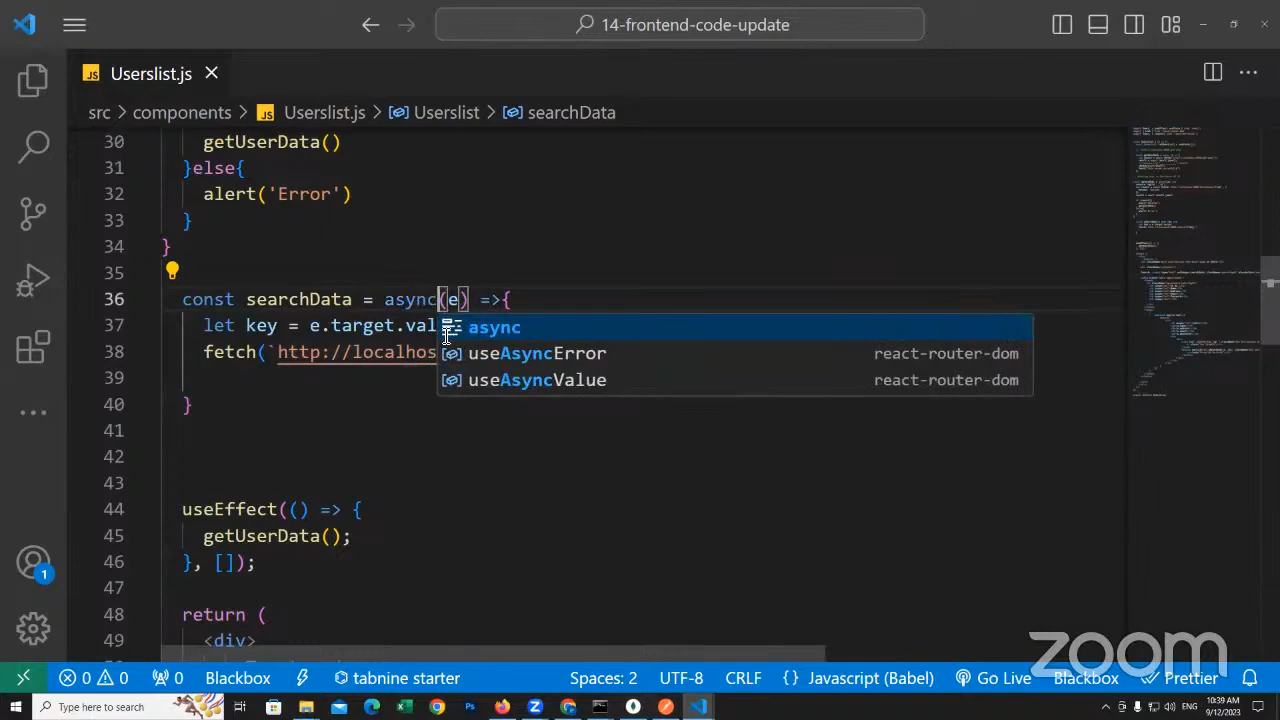 14-frontend-code-update
JS Userslist.js
src > components > JS Userslist.js > Userslist > searchData
30 getUserData()
31 }else{
32 alert('Error')
33 }
34 }
35
36 const searchData = async( ) =>{
37 let key = e.target.val
38 fetch(`http://localhos
39
40 }
41
42
43
44 useEffect(() => {
45 getUserData();
46 }, []);
47
48 return (
49 <div>
async
useAsyncError react-router-dom
useAsyncValue react-router-dom
1
zoom
0 0 0 Blackbox tabnine starter Spaces: 2 UTF-8 CRLF {} Javascript (Babel) Go Live Blackbox Prettier
Type here to search
ENG
10:39 AM
9/12/2023